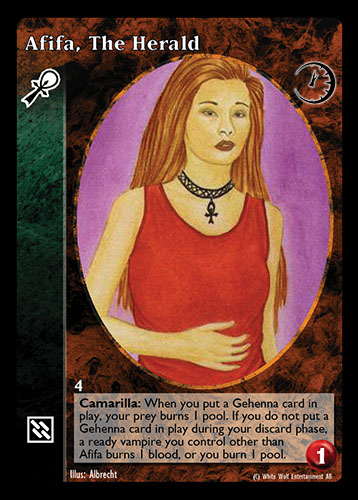 Afifa, The Herald
4
Camarilla: When you put a Gehenna card in
play, your prey burns 1 pool. If you do not put a
Gehenna card in play during your discard phase,
a ready vampire you control other than
Afifa burns 1 blood, or you burn 1 pool.
1
Illus: Albrecht
(C) White Wolf Entertainment AB